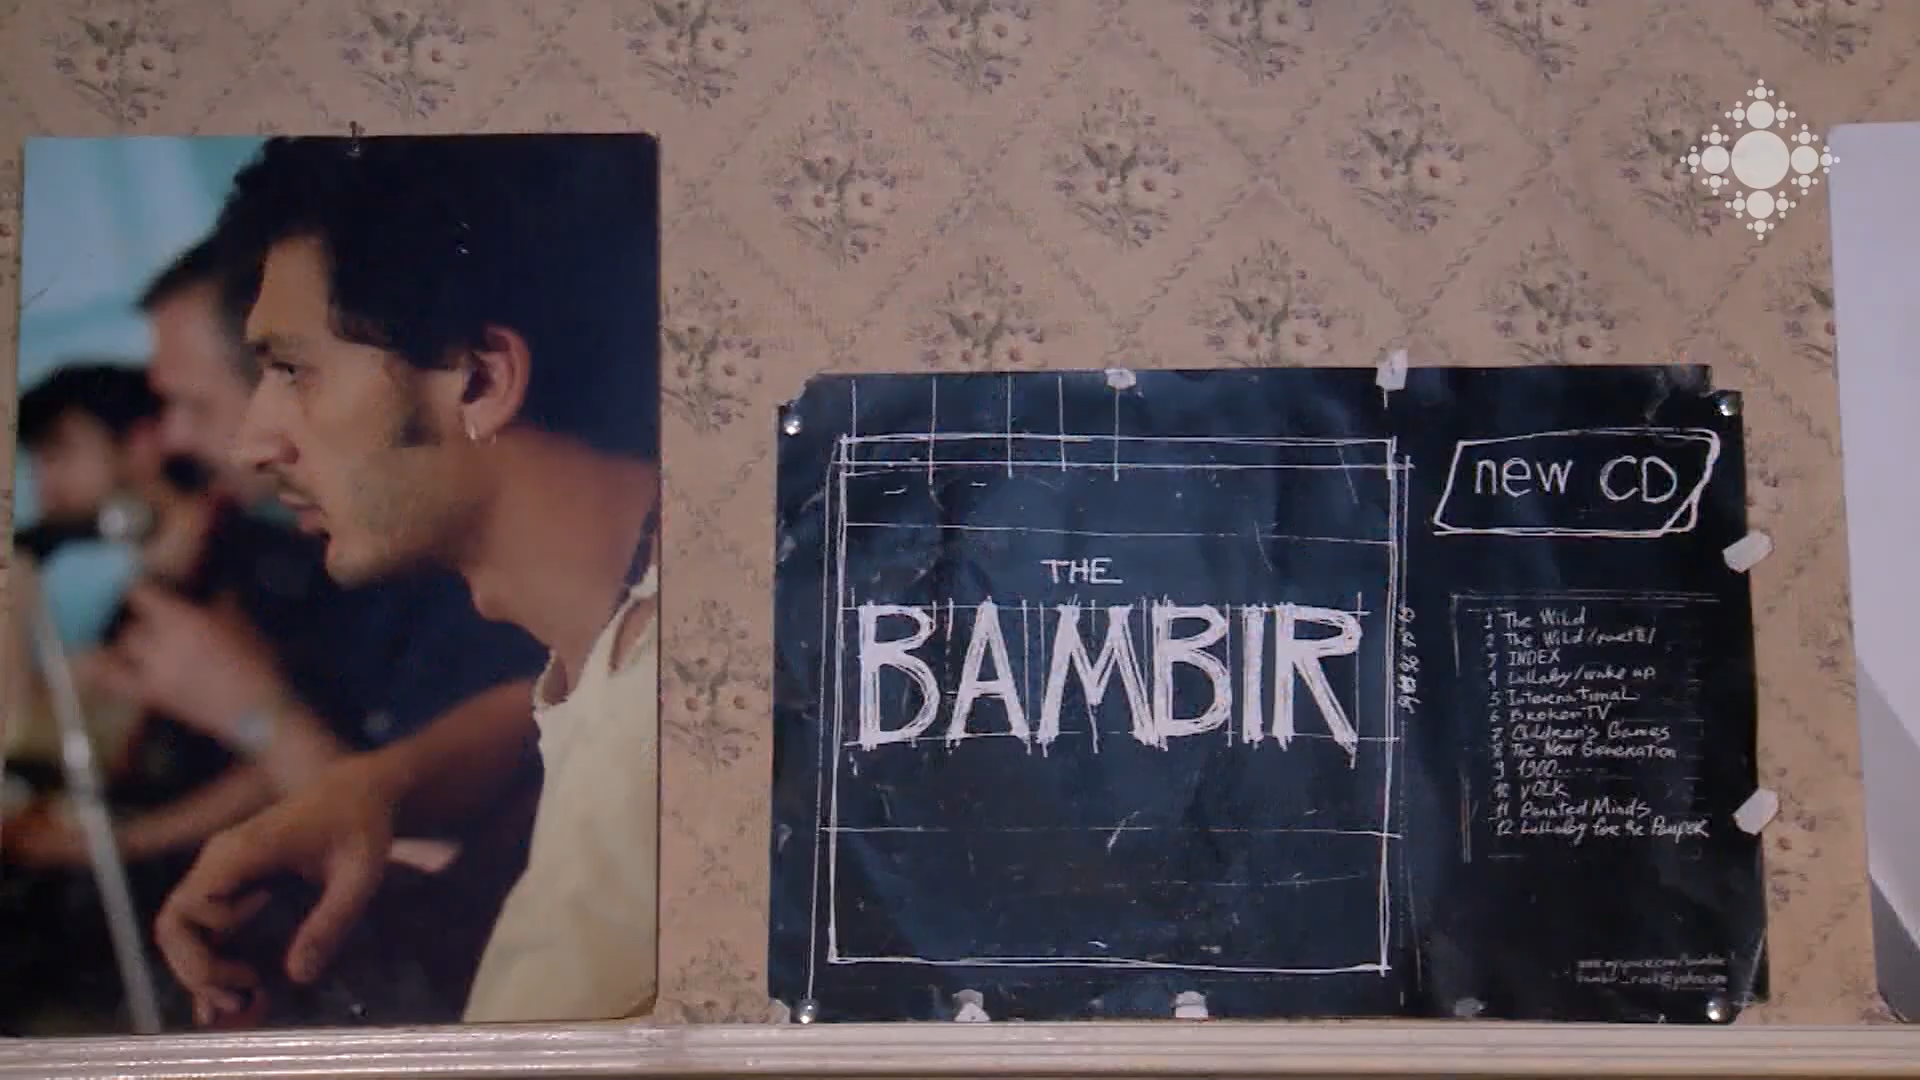 THE
BAMBIR
new CD
1 The Wild
2 The Wild/part II/
3 INDEX
4 Lullaby/wake up
5 International
6 Broken TV
7 Children's Games
8 The New Generation
9 1900.....
10 VOLK
11 Painted Minds
12 Lullaby for the